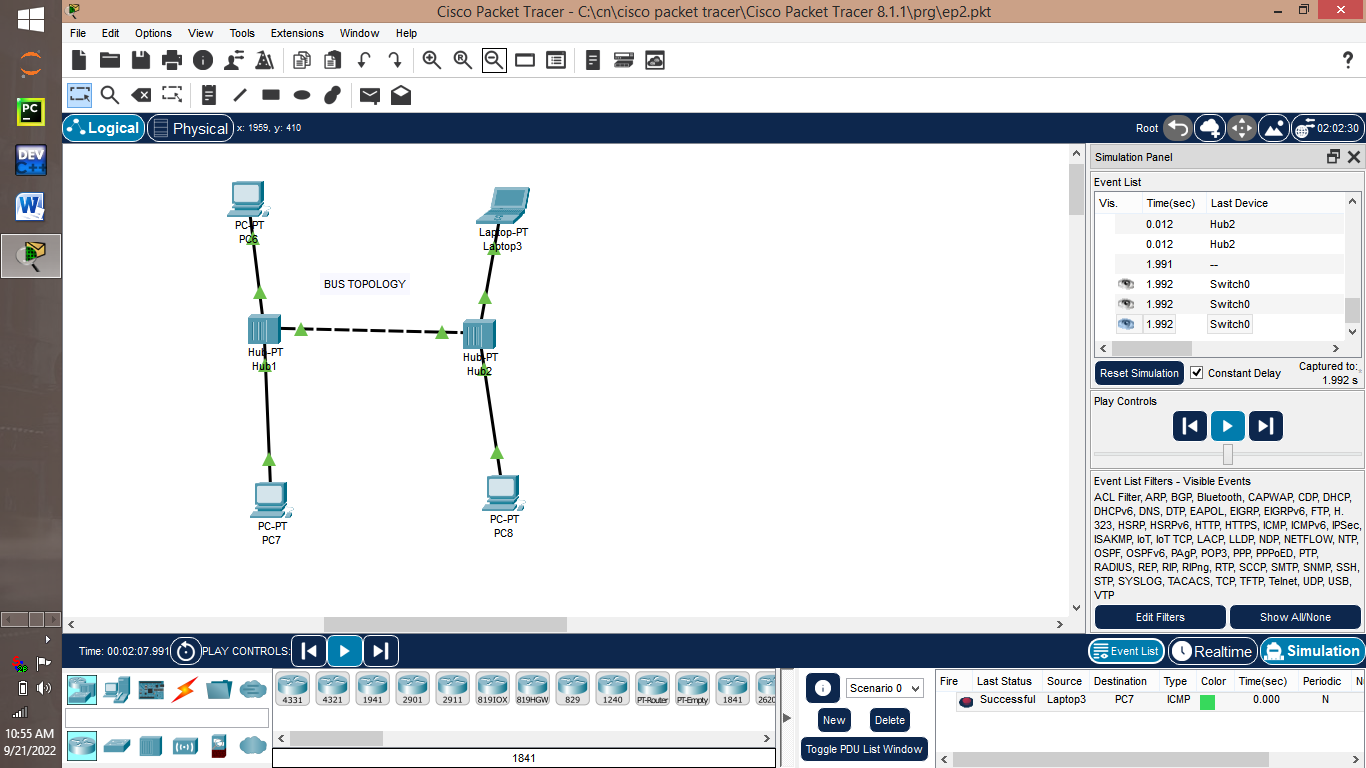 Cisco Packet Tracer - C:\cn\cisco packet tracer\Cisco Packet Tracer 8.1.1\prg\ep2.pkt
File Edit Options View Tools Extensions Window Help
?
PC
DEV
C++
W
Logical Physical x: 1959, y: 410
Root 02:02:30
PC-PT
PC6
Laptop-PT
Laptop3
BUS TOPOLOGY
Hub-PT
Hub1
Hub-PT
Hub2
PC-PT
PC7
PC-PT
PC8
Simulation Panel
Event List
Vis. Time(sec) Last Device
0.012 Hub2
0.012 Hub2
1.991 --
1.992 Switch0
1.992 Switch0
1.992 Switch0
Reset Simulation Constant Delay Captured to:
1.992 s
Play Controls
Event List Filters - Visible Events
ACL Filter, ARP, BGP, Bluetooth, CAPWAP, CDP, DHCP,
DHCPv6, DNS, DTP, EAPOL, EIGRP, EIGRPv6, FTP, H.
323, HSRP, HSRPv6, HTTP, HTTPS, ICMP, ICMPv6, IPSec,
ISAKMP, IoT, IoT TCP, LACP, LLDP, NDP, NETFLOW, NTP,
OSPF, OSPFv6, PAgP, POP3, PPP, PPPoED, PTP,
RADIUS, REP, RIP, RIPng, RTP, SCCP, SMTP, SNMP, SSH,
STP, SYSLOG, TACACS, TCP, TFTP, Telnet, UDP, USB,
VTP
Edit Filters Show All/None
Time: 00:02:07.991 PLAY CONTROLS:
Event List Realtime Simulation
4331 4321 1941 2901 2911 819IOX 819HGW 829 1240 PT-Router PT-Empty 1841 2620
1841
Scenario 0
New Delete
Toggle PDU List Window
Fire Last Status Source Destination Type Color Time(sec) Periodic N
Successful Laptop3 PC7 ICMP 0.000 N
10:55 AM
9/21/2022